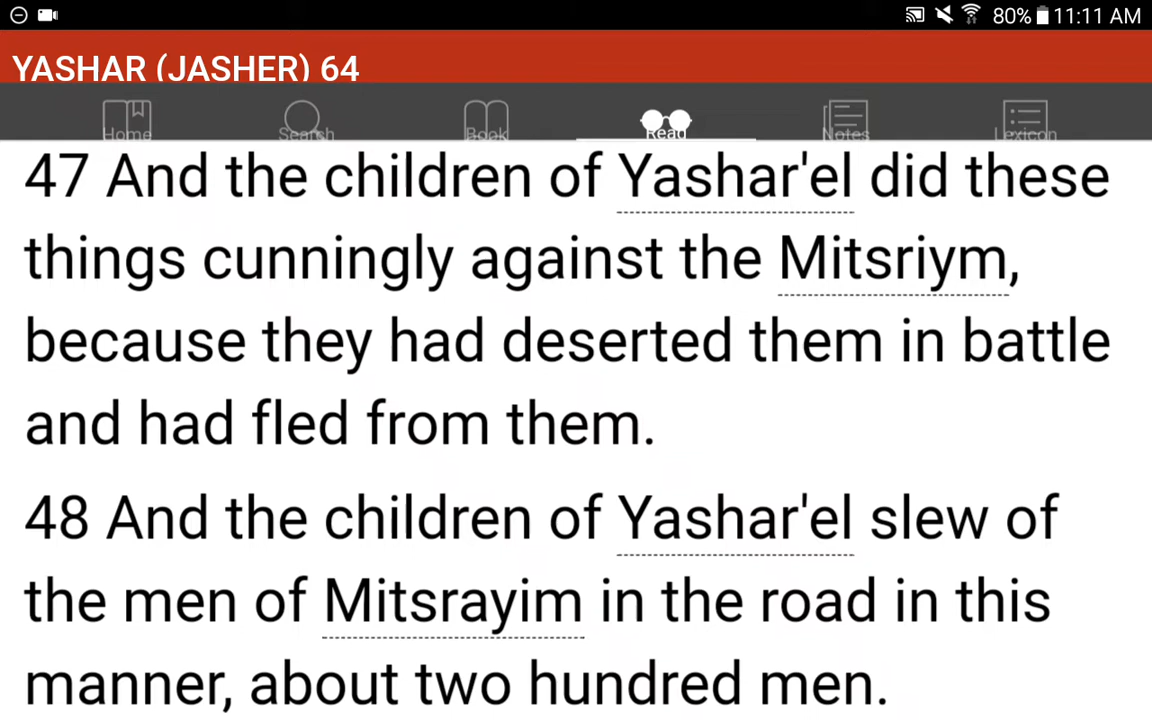 80% 11:11 AM
YASHAR (JASHER) 64
Home Search Book Read Notes Lexicon
47 And the children of Yashar'el did these
things cunningly against the Mitsriym,
because they had deserted them in battle
and had fled from them.
48 And the children of Yashar'el slew of
the men of Mitsrayim in the road in this
manner, about two hundred men.